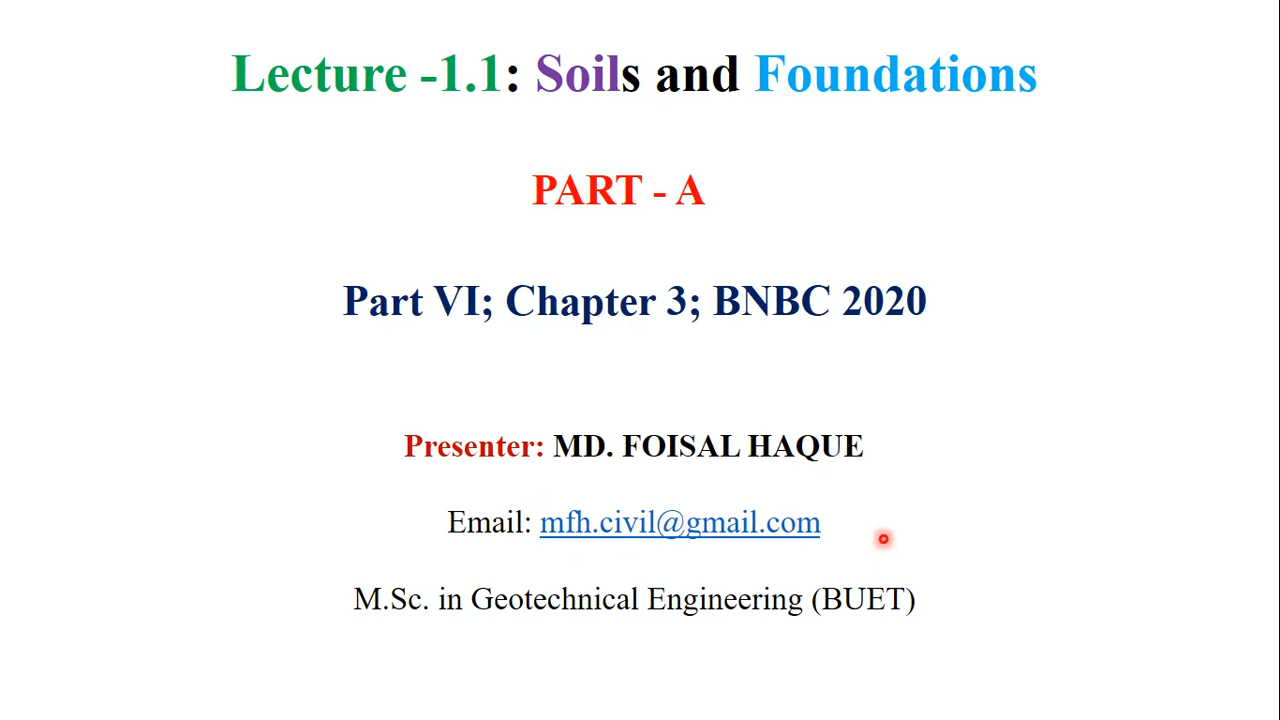 Lecture -1.1: Soils and Foundations
PART - A
Part VI; Chapter 3; BNBC 2020
Presenter: MD. FOISAL HAQUE
Email: mfh.civil@gmail.com
M.Sc. in Geotechnical Engineering (BUET)